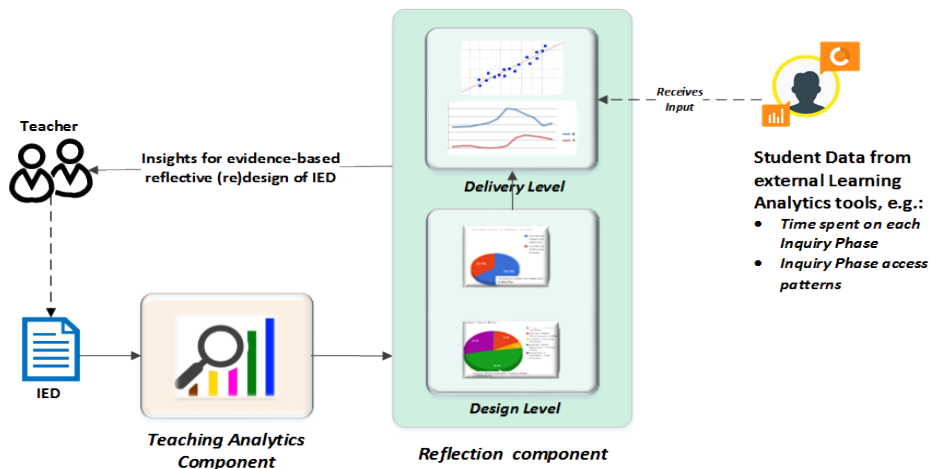 Teacher
Insights for evidence-based
reflective (re)design of IED
Receives
Input
Delivery Level
Student Data from
external Learning
Analytics tools, e.g.:
• Time spent on each
Inquiry Phase
• Inquiry Phase access
patterns
IED
Design Level
Teaching Analytics
Component
Reflection component